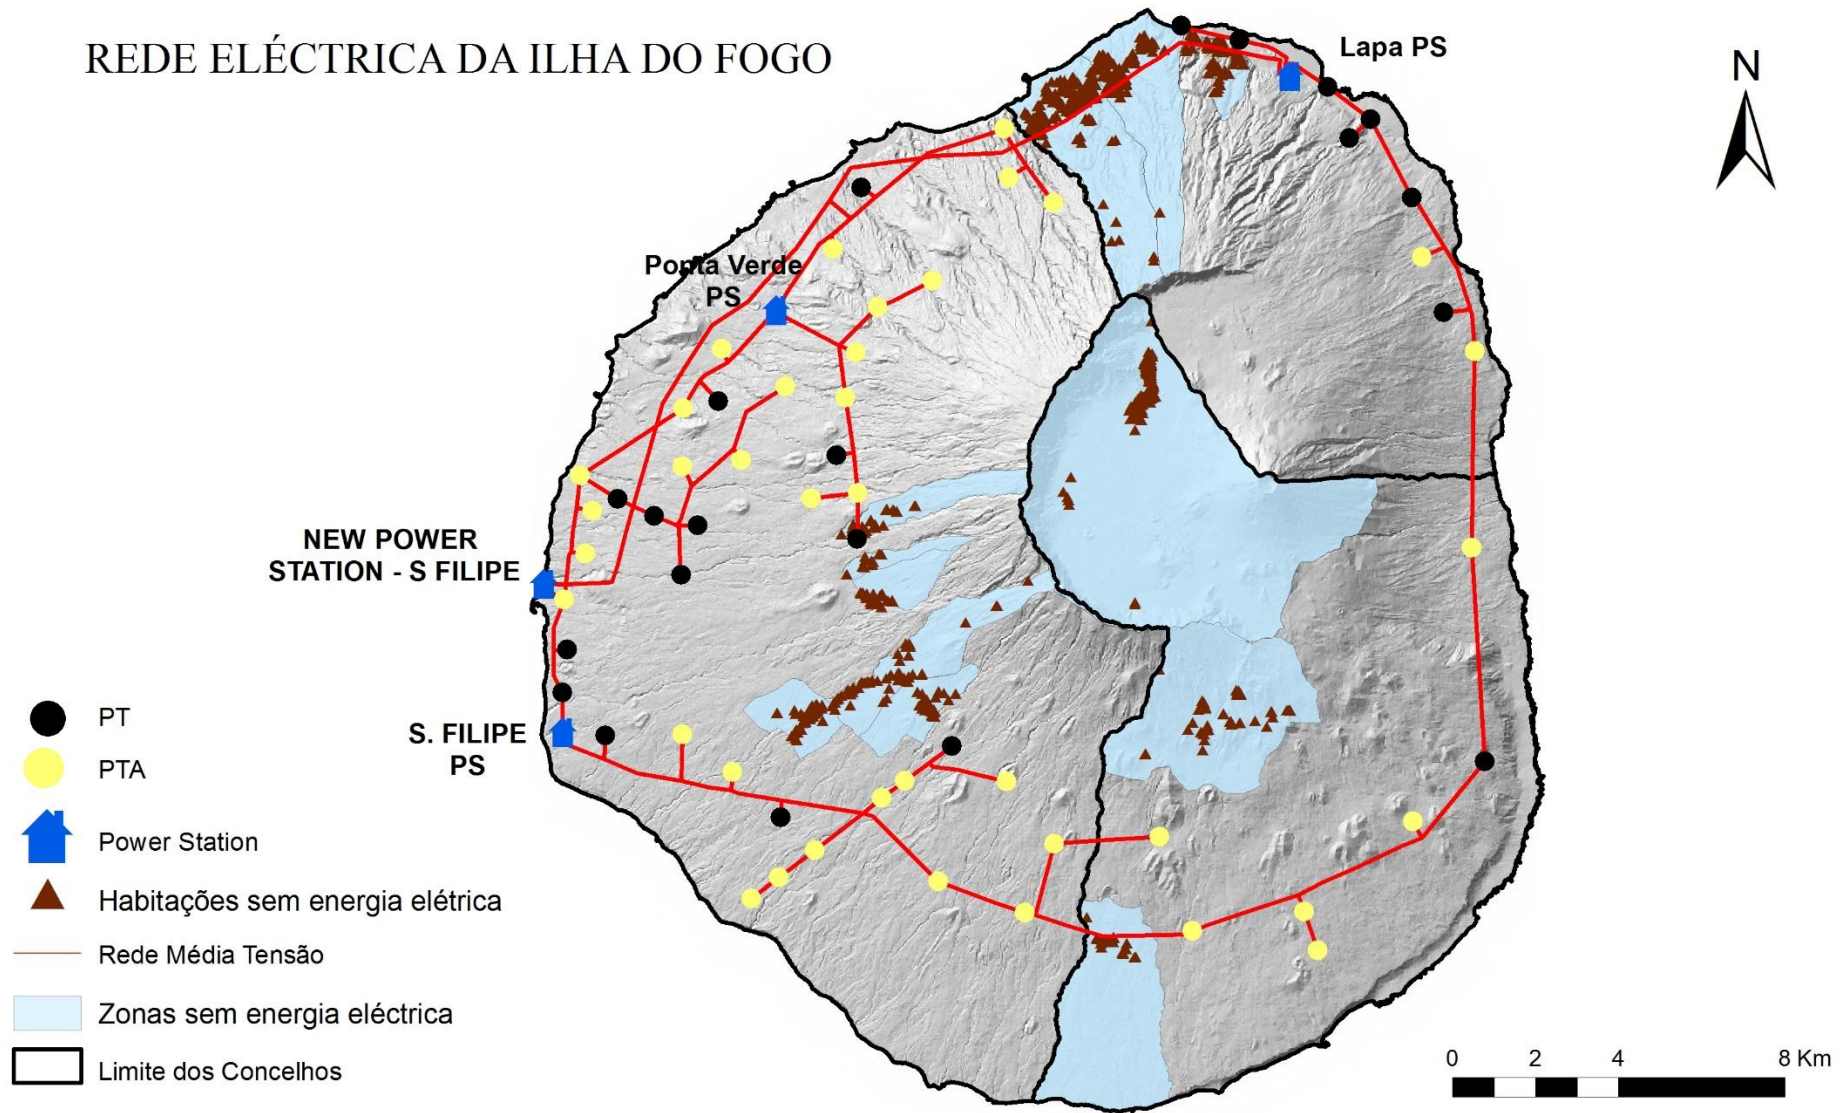 REDE ELÉCTRICA DA ILHA DO FOGO
Lapa PS
N
Ponta Verde
PS
NEW POWER
STATION - S FILIPE
S. FILIPE
PS
PT
PTA
Power Station
Habitações sem energia elétrica
Rede Média Tensão
Zonas sem energia eléctrica
Limite dos Concelhos
0 2 4 8 Km